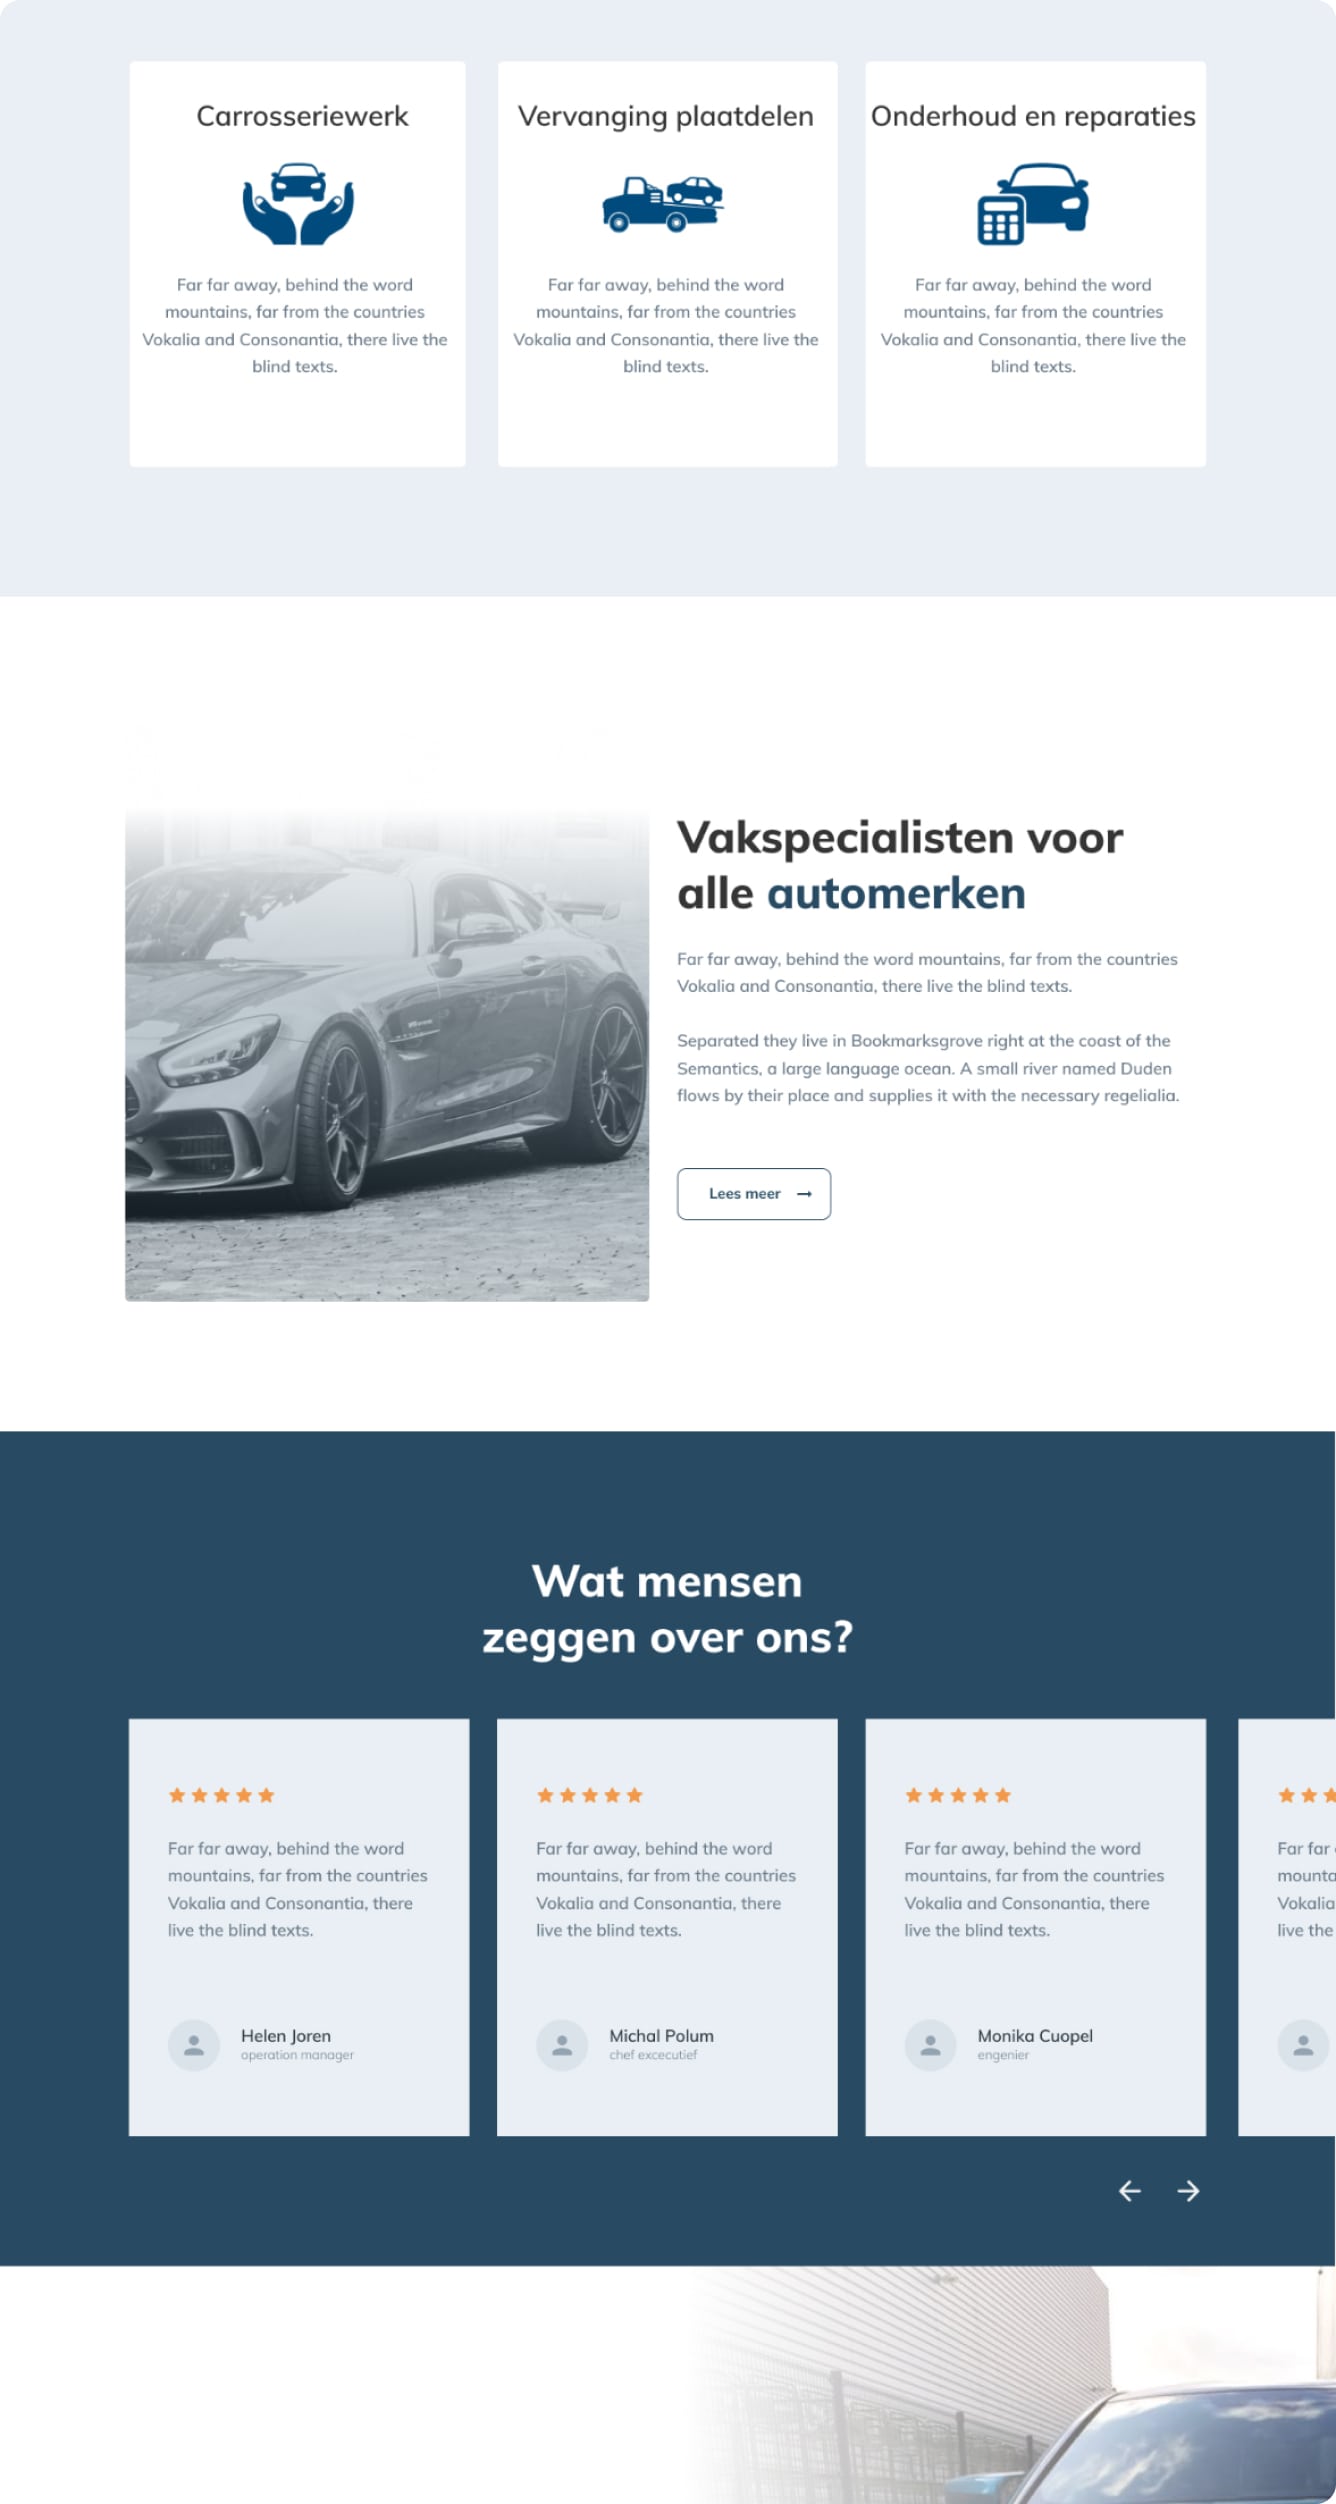 Carrosseriewerk
Far far away, behind the word
mountains, far from the countries
Vokalia and Consonantia, there live the
blind texts.
Vervanging plaatdelen
Far far away, behind the word
mountains, far from the countries
Vokalia and Consonantia, there live the
blind texts.
Onderhoud en reparaties
Far far away, behind the word
mountains, far from the countries
Vokalia and Consonantia, there live the
blind texts.
Vakspecialisten voor
alle automerken
Far far away, behind the word mountains, far from the countries
Vokalia and Consonantia, there live the blind texts.
Separated they live in Bookmarksgrove right at the coast of the
Semantics, a large language ocean. A small river named Duden
flows by their place and supplies it with the necessary regelialia.
Lees meer
Wat mensen
zeggen over ons?
Far far away, behind the word
mountains, far from the countries
Vokalia and Consonantia, there
live the blind texts.
Helen Joren
operation manager
Far far away, behind the word
mountains, far from the countries
Vokalia and Consonantia, there
live the blind texts.
Michal Polum
chef excecutief
Far far away, behind the word
mountains, far from the countries
Vokalia and Consonantia, there
live the blind texts.
Monika Cuopel
engenier
Far far
Vokalia
live the